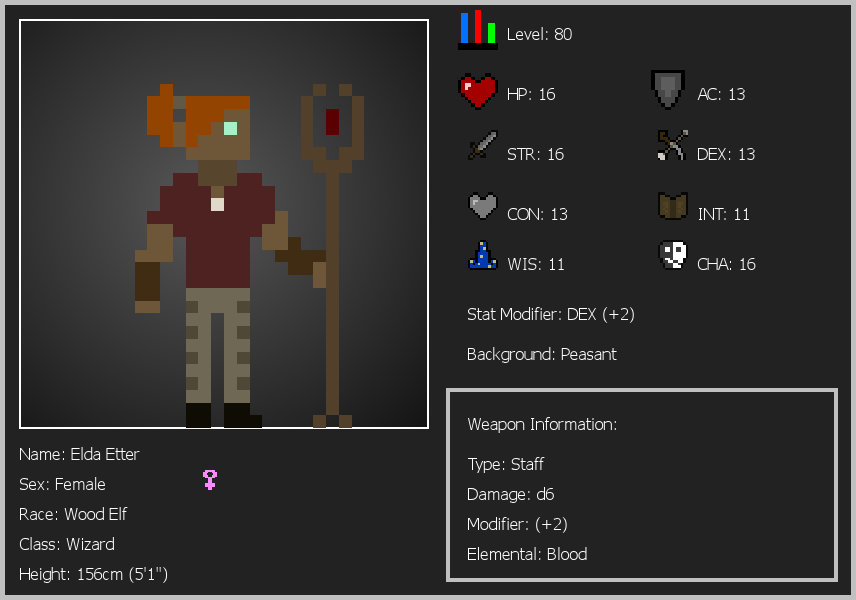 Level: 80
HP: 16
AC: 13
STR: 16
DEX: 13
CON: 13
INT: 11
WIS: 11
CHA: 16
Stat Modifier: DEX (+2)
Background: Peasant
Weapon Information:
Type: Staff
Damage: d6
Modifier: (+2)
Elemental: Blood
Name: Elda Etter
Sex: Female
Race: Wood Elf
Class: Wizard
Height: 156cm (5'1")